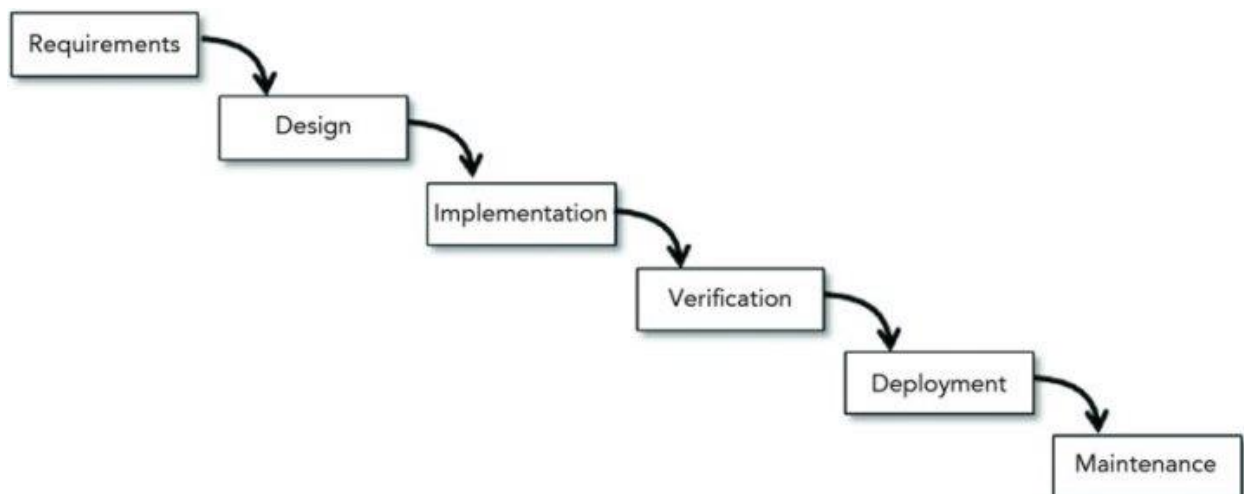 Requirements
Design
Implementation
Verification
Deployment
Maintenance